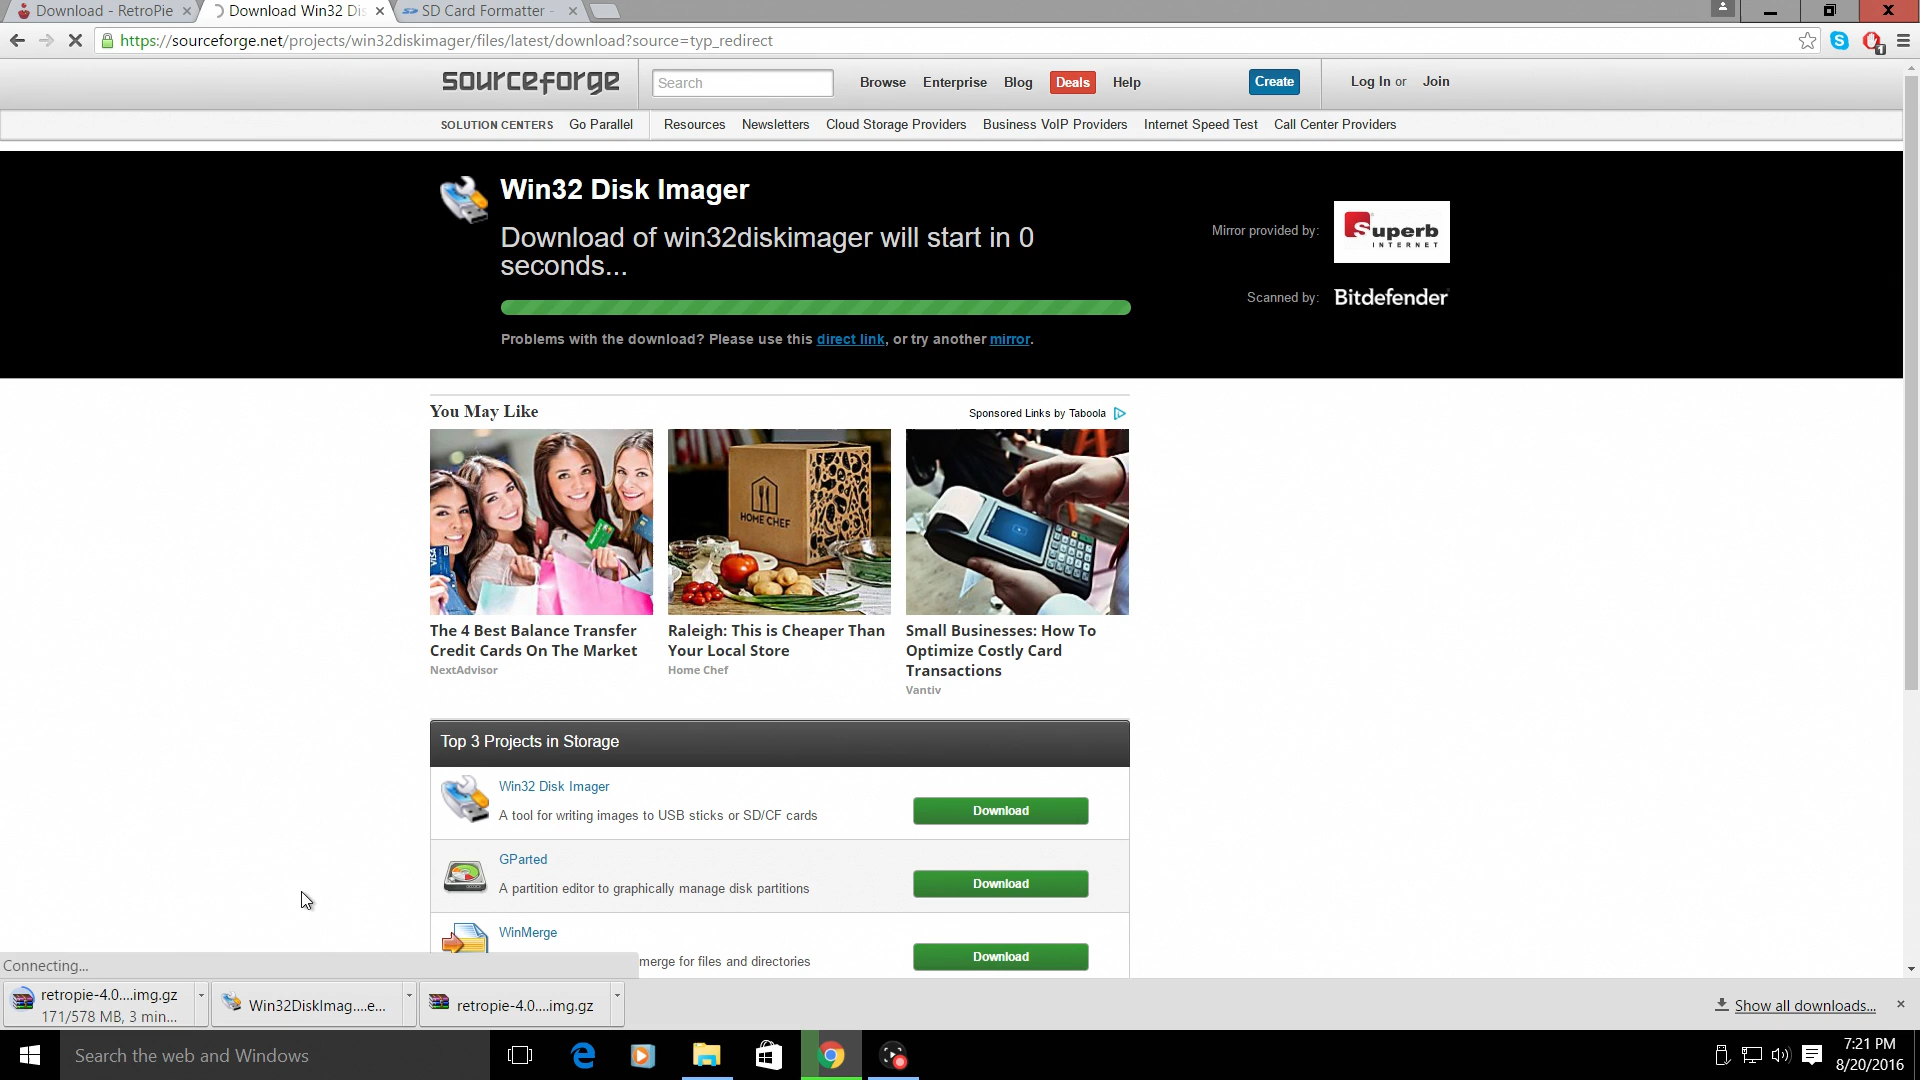 Download - RetroPie
Download Win32 Dis
SD Card Formatter -
https://sourceforge.net/projects/win32diskimager/files/latest/download?source=typ_redirect
1
sourceforge
Search
Browse
Enterprise
Blog
Deals
Help
Create
Log In or Join
SOLUTION CENTERS
Go Parallel
Resources
Newsletters
Cloud Storage Providers
Business VoIP Providers
Internet Speed Test
Call Center Providers
Win32 Disk Imager
Download of win32diskimager will start in 0
seconds...
Problems with the download? Please use this direct link, or try another mirror.
Mirror provided by:
Superb
INTERNET
Scanned by:
Bitdefender
You May Like
Sponsored Links by Taboola
VISA
HOME CHEF
The 4 Best Balance Transfer
Credit Cards On The Market
NextAdvisor
Raleigh: This is Cheaper Than
Your Local Store
Home Chef
Small Businesses: How To
Optimize Costly Card
Transactions
Vantiv
Top 3 Projects in Storage
Win32 Disk Imager
A tool for writing images to USB sticks or SD/CF cards
Download
GParted
A partition editor to graphically manage disk partitions
Download
WinMerge
merge for files and directories
Download
Connecting...
retropie-4.0....img.gz
171/578 MB, 3 min...
Win32DiskImag....e...
retropie-4.0....img.gz
Show all downloads...
Search the web and Windows
7:21 PM
8/20/2016